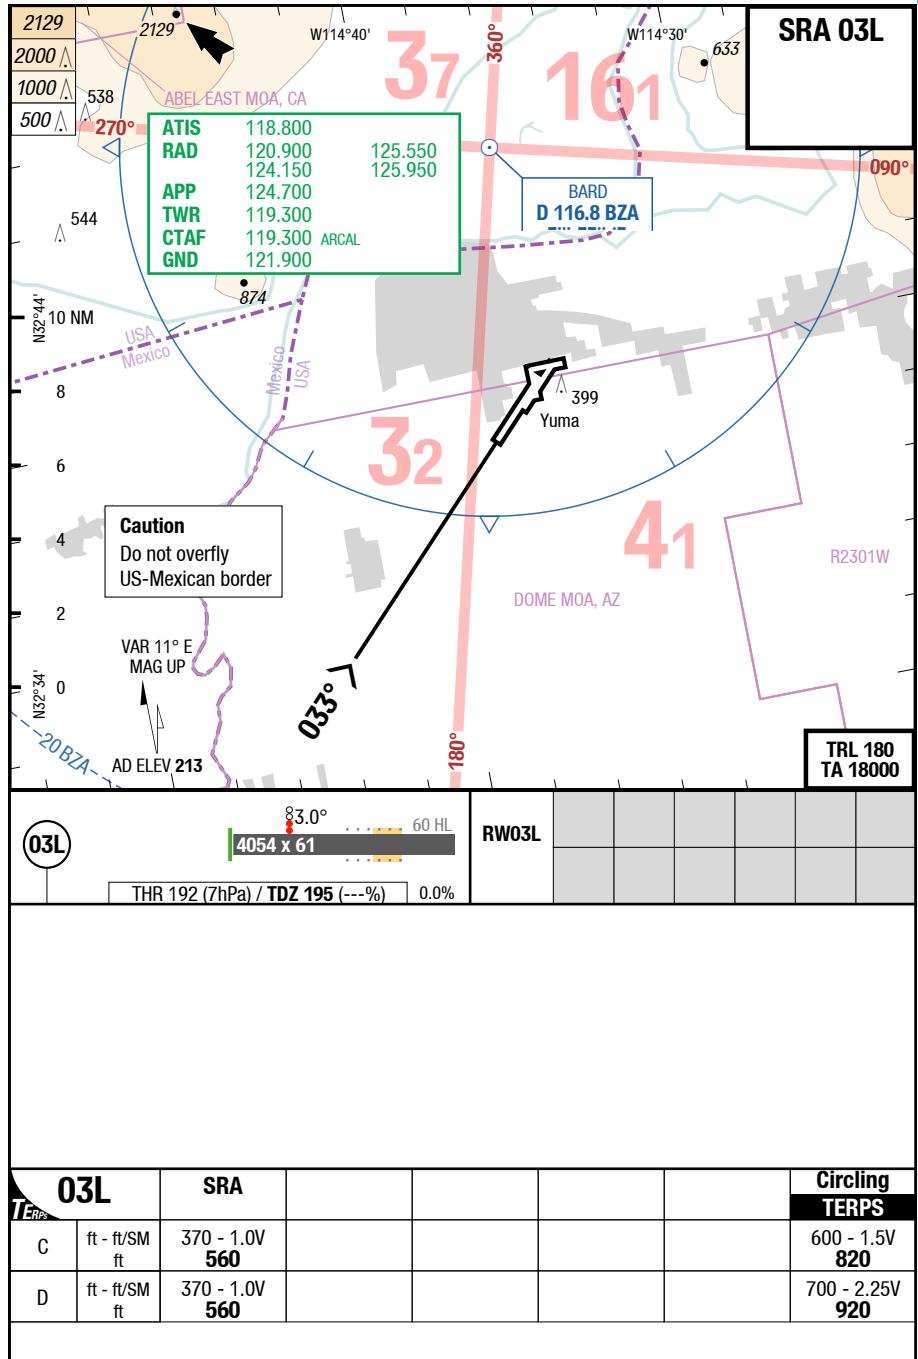 2129
2000
1000
500
2129
W114°40'
360°
W114°30'
633
SRA 03L
37
161
538
ABEL EAST MOA, CA
270°
090°
ATIS 118.800
RAD 120.900 125.550
124.150 125.950
APP 124.700
TWR 119.300
CTAF 119.300 ARCAL
GND 121.900
BARD
D 116.8 BZA
544
874
N32°44'
10 NM
USA
Mexico
Mexico
USA
8
399
Yuma
6
32
41
Caution
Do not overfly
US-Mexican border
4
R2301W
DOME MOA, AZ
2
VAR 11° E
MAG UP
N32°34'
0
033°
180°
20 BZA
AD ELEV 213
TRL 180
TA 18000
03L
3.0°
60 HL
4054 x 61
THR 192 (7hPa) / TDZ 195 (---%)
0.0%
RW03L
TERPS
03L
SRA
Circling
TERPS
C
ft - ft/SM
ft
370 - 1.0V
560
600 - 1.5V
820
D
ft - ft/SM
ft
370 - 1.0V
560
700 - 2.25V
920